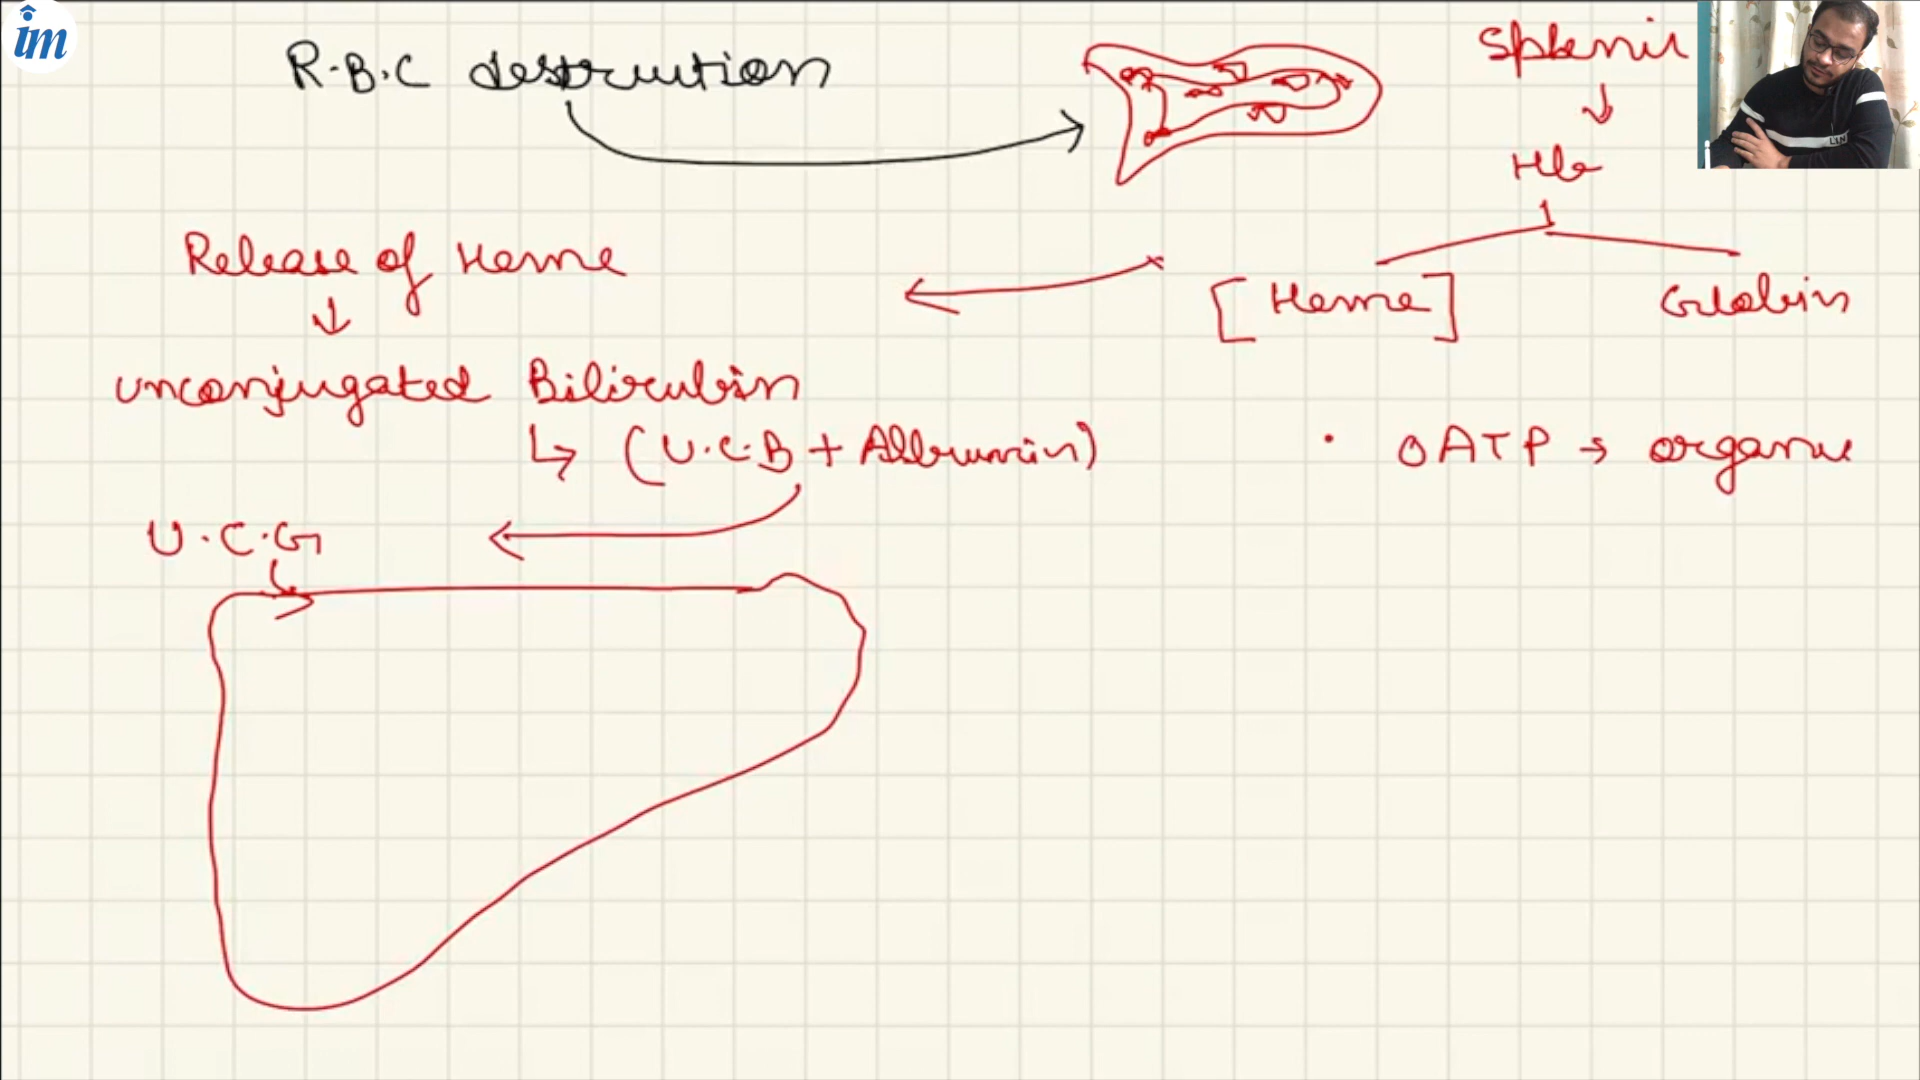 im
R.B.C destruction
Splenic
↓
Hb
Release of Heme
[Heme] Globin
↓
unconjugated Bilirubin
↳ (U.C.B + Albumin)
• OATP → organic
U.C.G